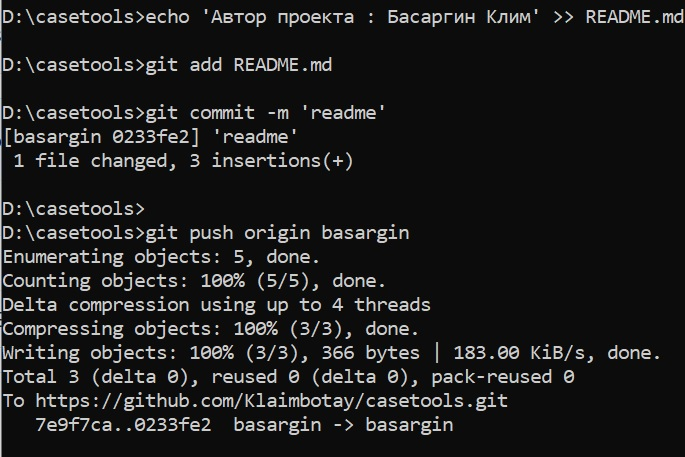 D:\casetools>echo 'Автор проекта : Басаргин Клим' >> README.md
D:\casetools>git add README.md
D:\casetools>git commit -m 'readme'
[basargin 0233fe2] 'readme'
1 file changed, 3 insertions(+)
D:\casetools>
D:\casetools>git push origin basargin
Enumerating objects: 5, done.
Counting objects: 100% (5/5), done.
Delta compression using up to 4 threads
Compressing objects: 100% (3/3), done.
Writing objects: 100% (3/3), 366 bytes | 183.00 KiB/s, done.
Total 3 (delta 0), reused 0 (delta 0), pack-reused 0
To https://github.com/Klaimbotay/casetools.git
7e9f7ca..0233fe2  basargin -> basargin